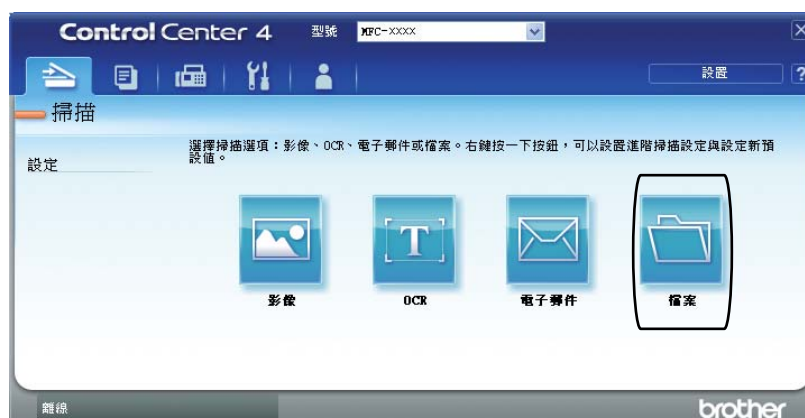 Control Center 4
型號
MFC-XXXX
設置
?
掃描
選擇掃描選項：影像、OCR、電子郵件或檔案。右鍵按一下按鈕，可以設置進階掃描設定與設定新預
設值。
設定
T
影像
OCR
電子郵件
檔案
離線
brother